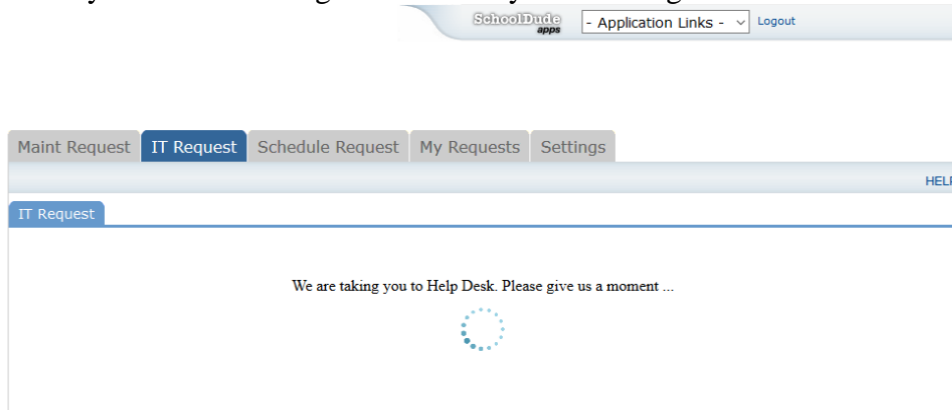 SchoolDude
apps
- Application Links -
Logout
Maint Request
IT Request
Schedule Request
My Requests
Settings
HELP
IT Request
We are taking you to Help Desk. Please give us a moment ...